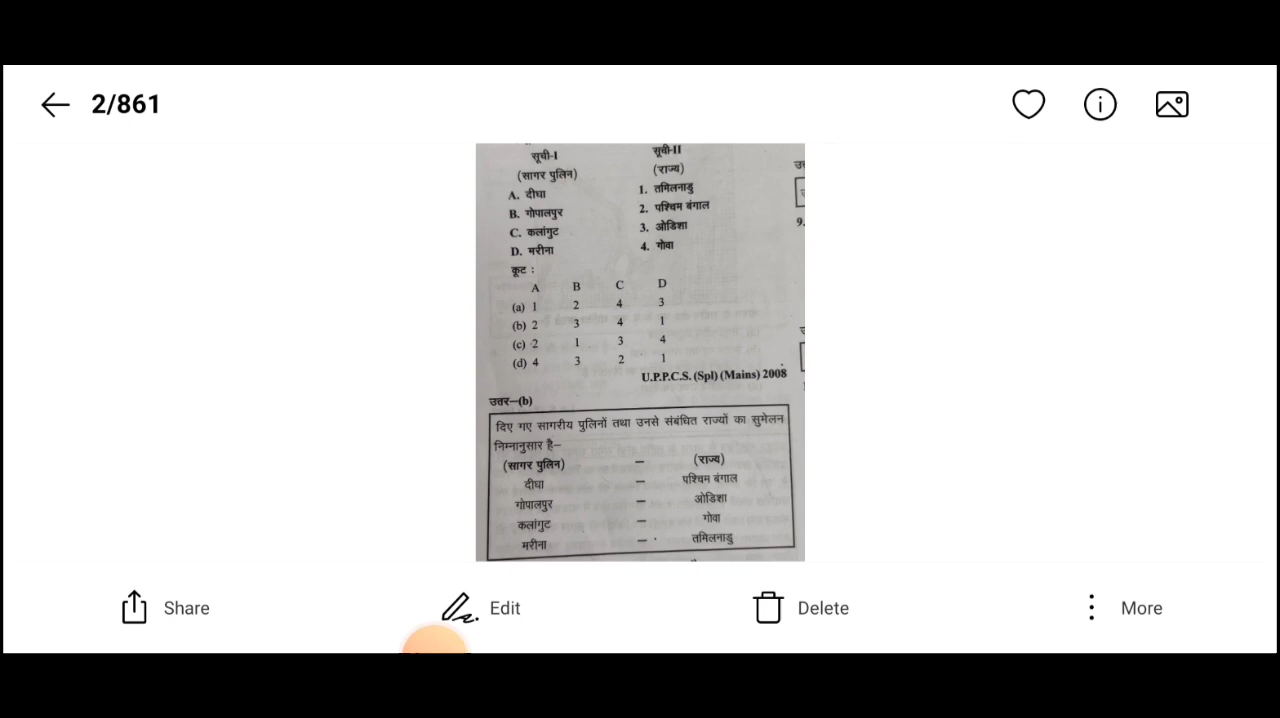 2/861
सूची-I सूची-II
(सागर पुलिन) (राज्य)
A. दीघा 1. तमिलनाडु
B. गोपालपुर 2. पश्चिम बंगाल
C. कलांगुट 3. ओडिशा
D. मरीना 4. गोवा
कूट :
A B C D
(a) 1 2 4 3
(b) 2 3 4 1
(c) 2 1 3 4
(d) 4 3 2 1
U.P.P.C.S. (Spl) (Mains) 2008
उत्तर–(b)
दिए गए सागरीय पुलिनों तथा उनसे संबंधित राज्यों का सुमेलन
निम्नानुसार है–
(सागर पुलिन) – (राज्य)
दीघा – पश्चिम बंगाल
गोपालपुर – ओडिशा
कलांगुट – गोवा
मरीना – तमिलनाडु
9.
Share Edit Delete More